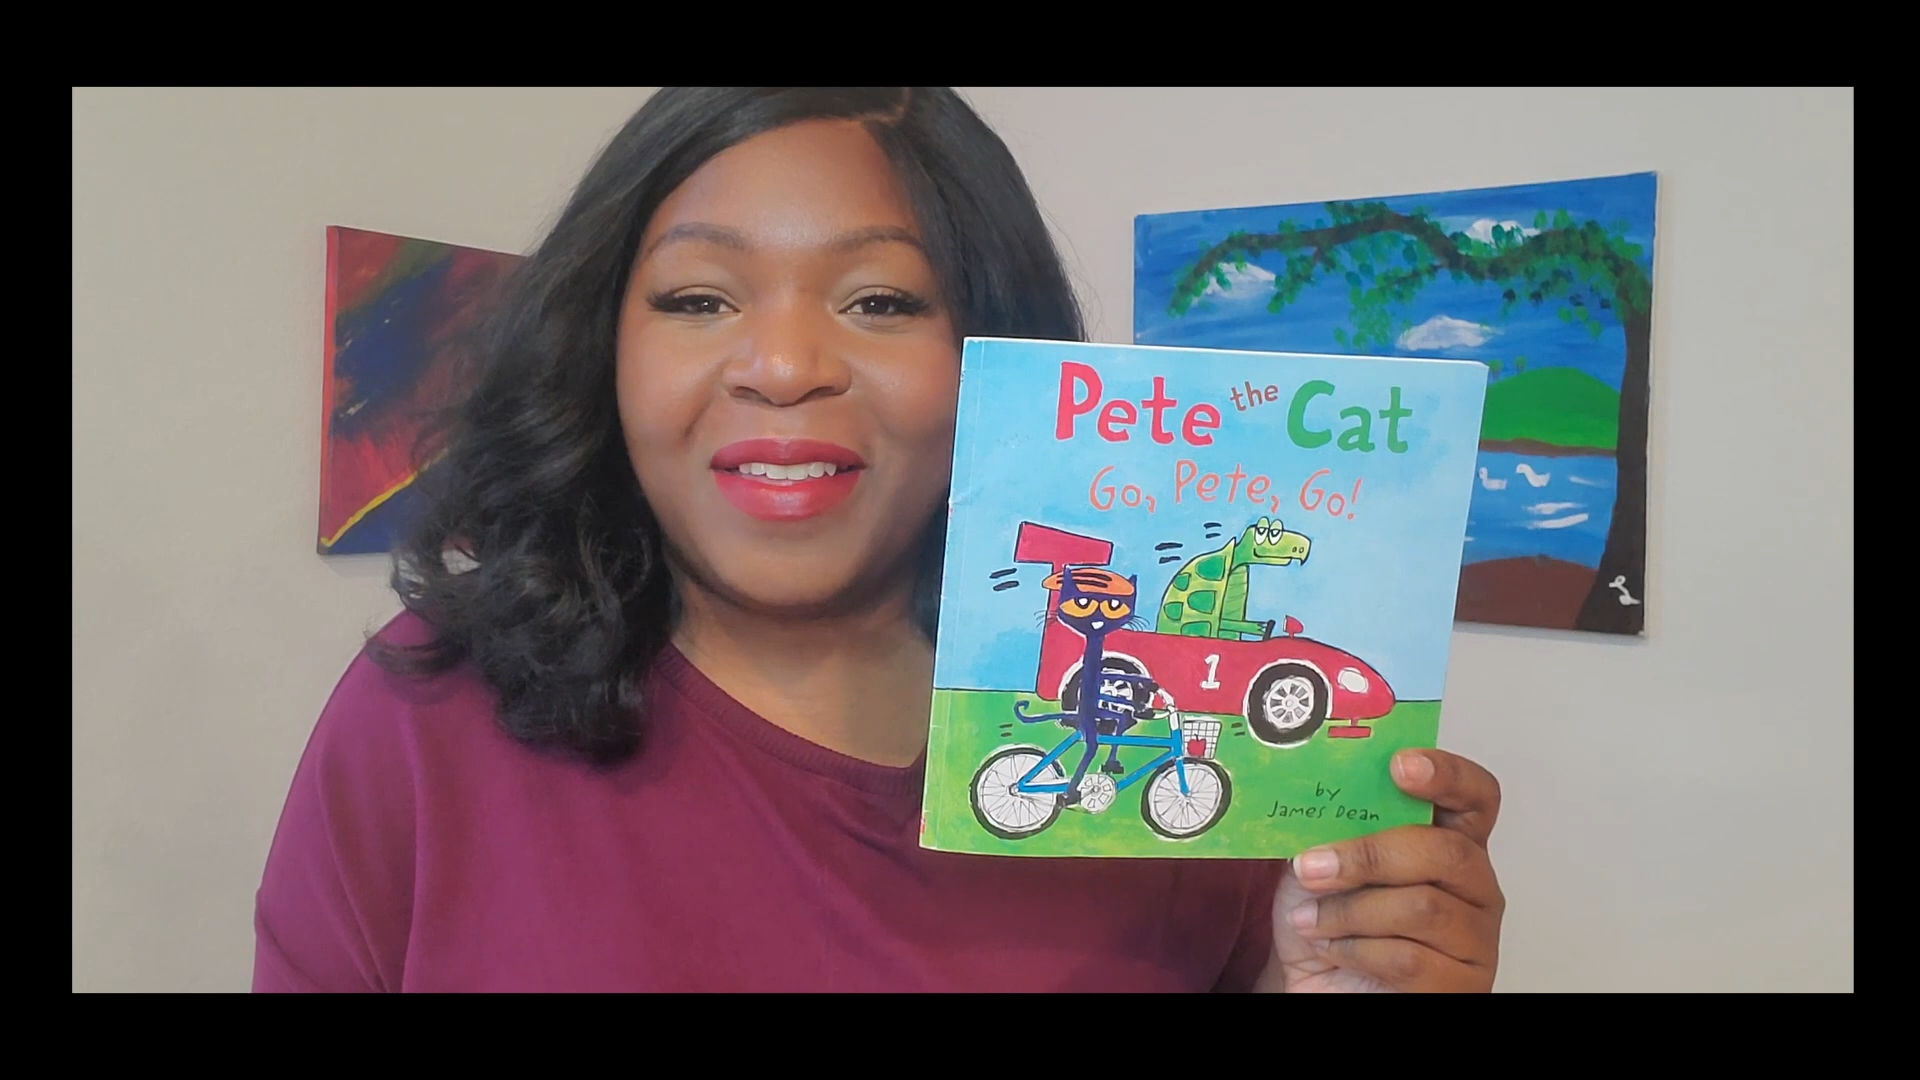 Pete the Cat
Go, Pete, Go!
1
by
James Dean